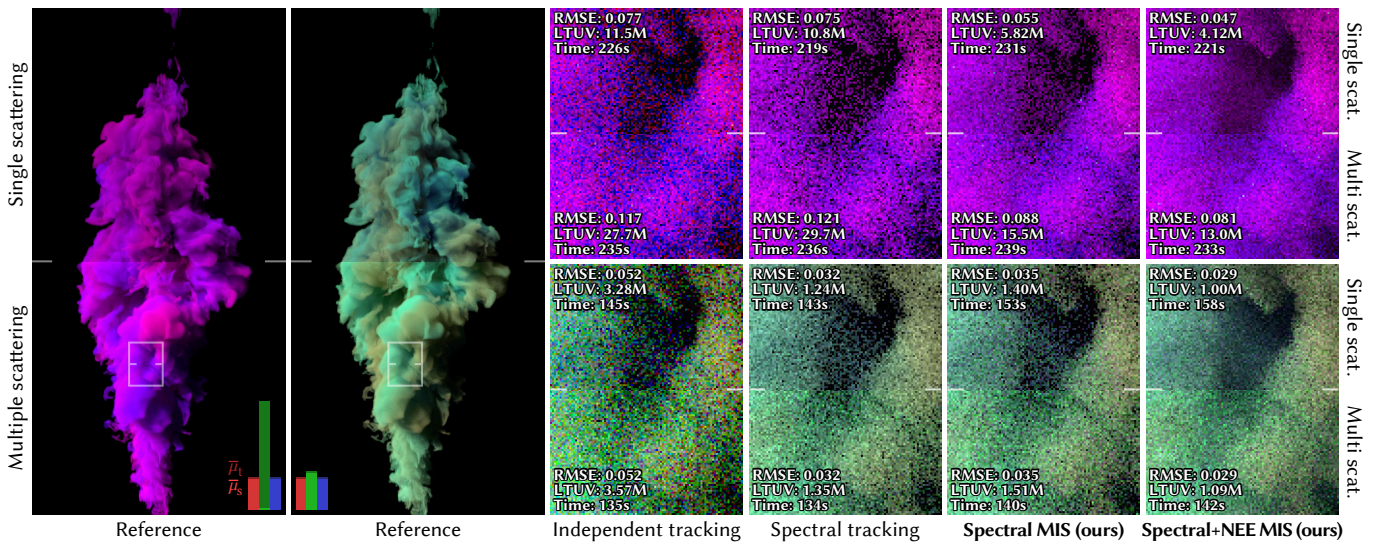 Single scattering
Multiple scattering
μ̅t
μ̅s
Reference
Reference
RMSE: 0.077
LTUV: 11.5M
Time: 226s
RMSE: 0.117
LTUV: 27.7M
Time: 235s
RMSE: 0.075
LTUV: 10.8M
Time: 219s
RMSE: 0.121
LTUV: 29.7M
Time: 236s
RMSE: 0.055
LTUV: 5.82M
Time: 231s
RMSE: 0.088
LTUV: 15.5M
Time: 239s
RMSE: 0.047
LTUV: 4.12M
Time: 221s
RMSE: 0.081
LTUV: 13.0M
Time: 233s
Single scat.
Multi scat.
RMSE: 0.052
LTUV: 3.28M
Time: 145s
RMSE: 0.052
LTUV: 3.57M
Time: 135s
RMSE: 0.032
LTUV: 1.24M
Time: 143s
RMSE: 0.032
LTUV: 1.35M
Time: 134s
RMSE: 0.035
LTUV: 1.40M
Time: 153s
RMSE: 0.035
LTUV: 1.51M
Time: 140s
RMSE: 0.029
LTUV: 1.00M
Time: 158s
RMSE: 0.029
LTUV: 1.09M
Time: 142s
Single scat.
Multi scat.
Independent tracking
Spectral tracking
Spectral MIS (ours)
Spectral+NEE MIS (ours)